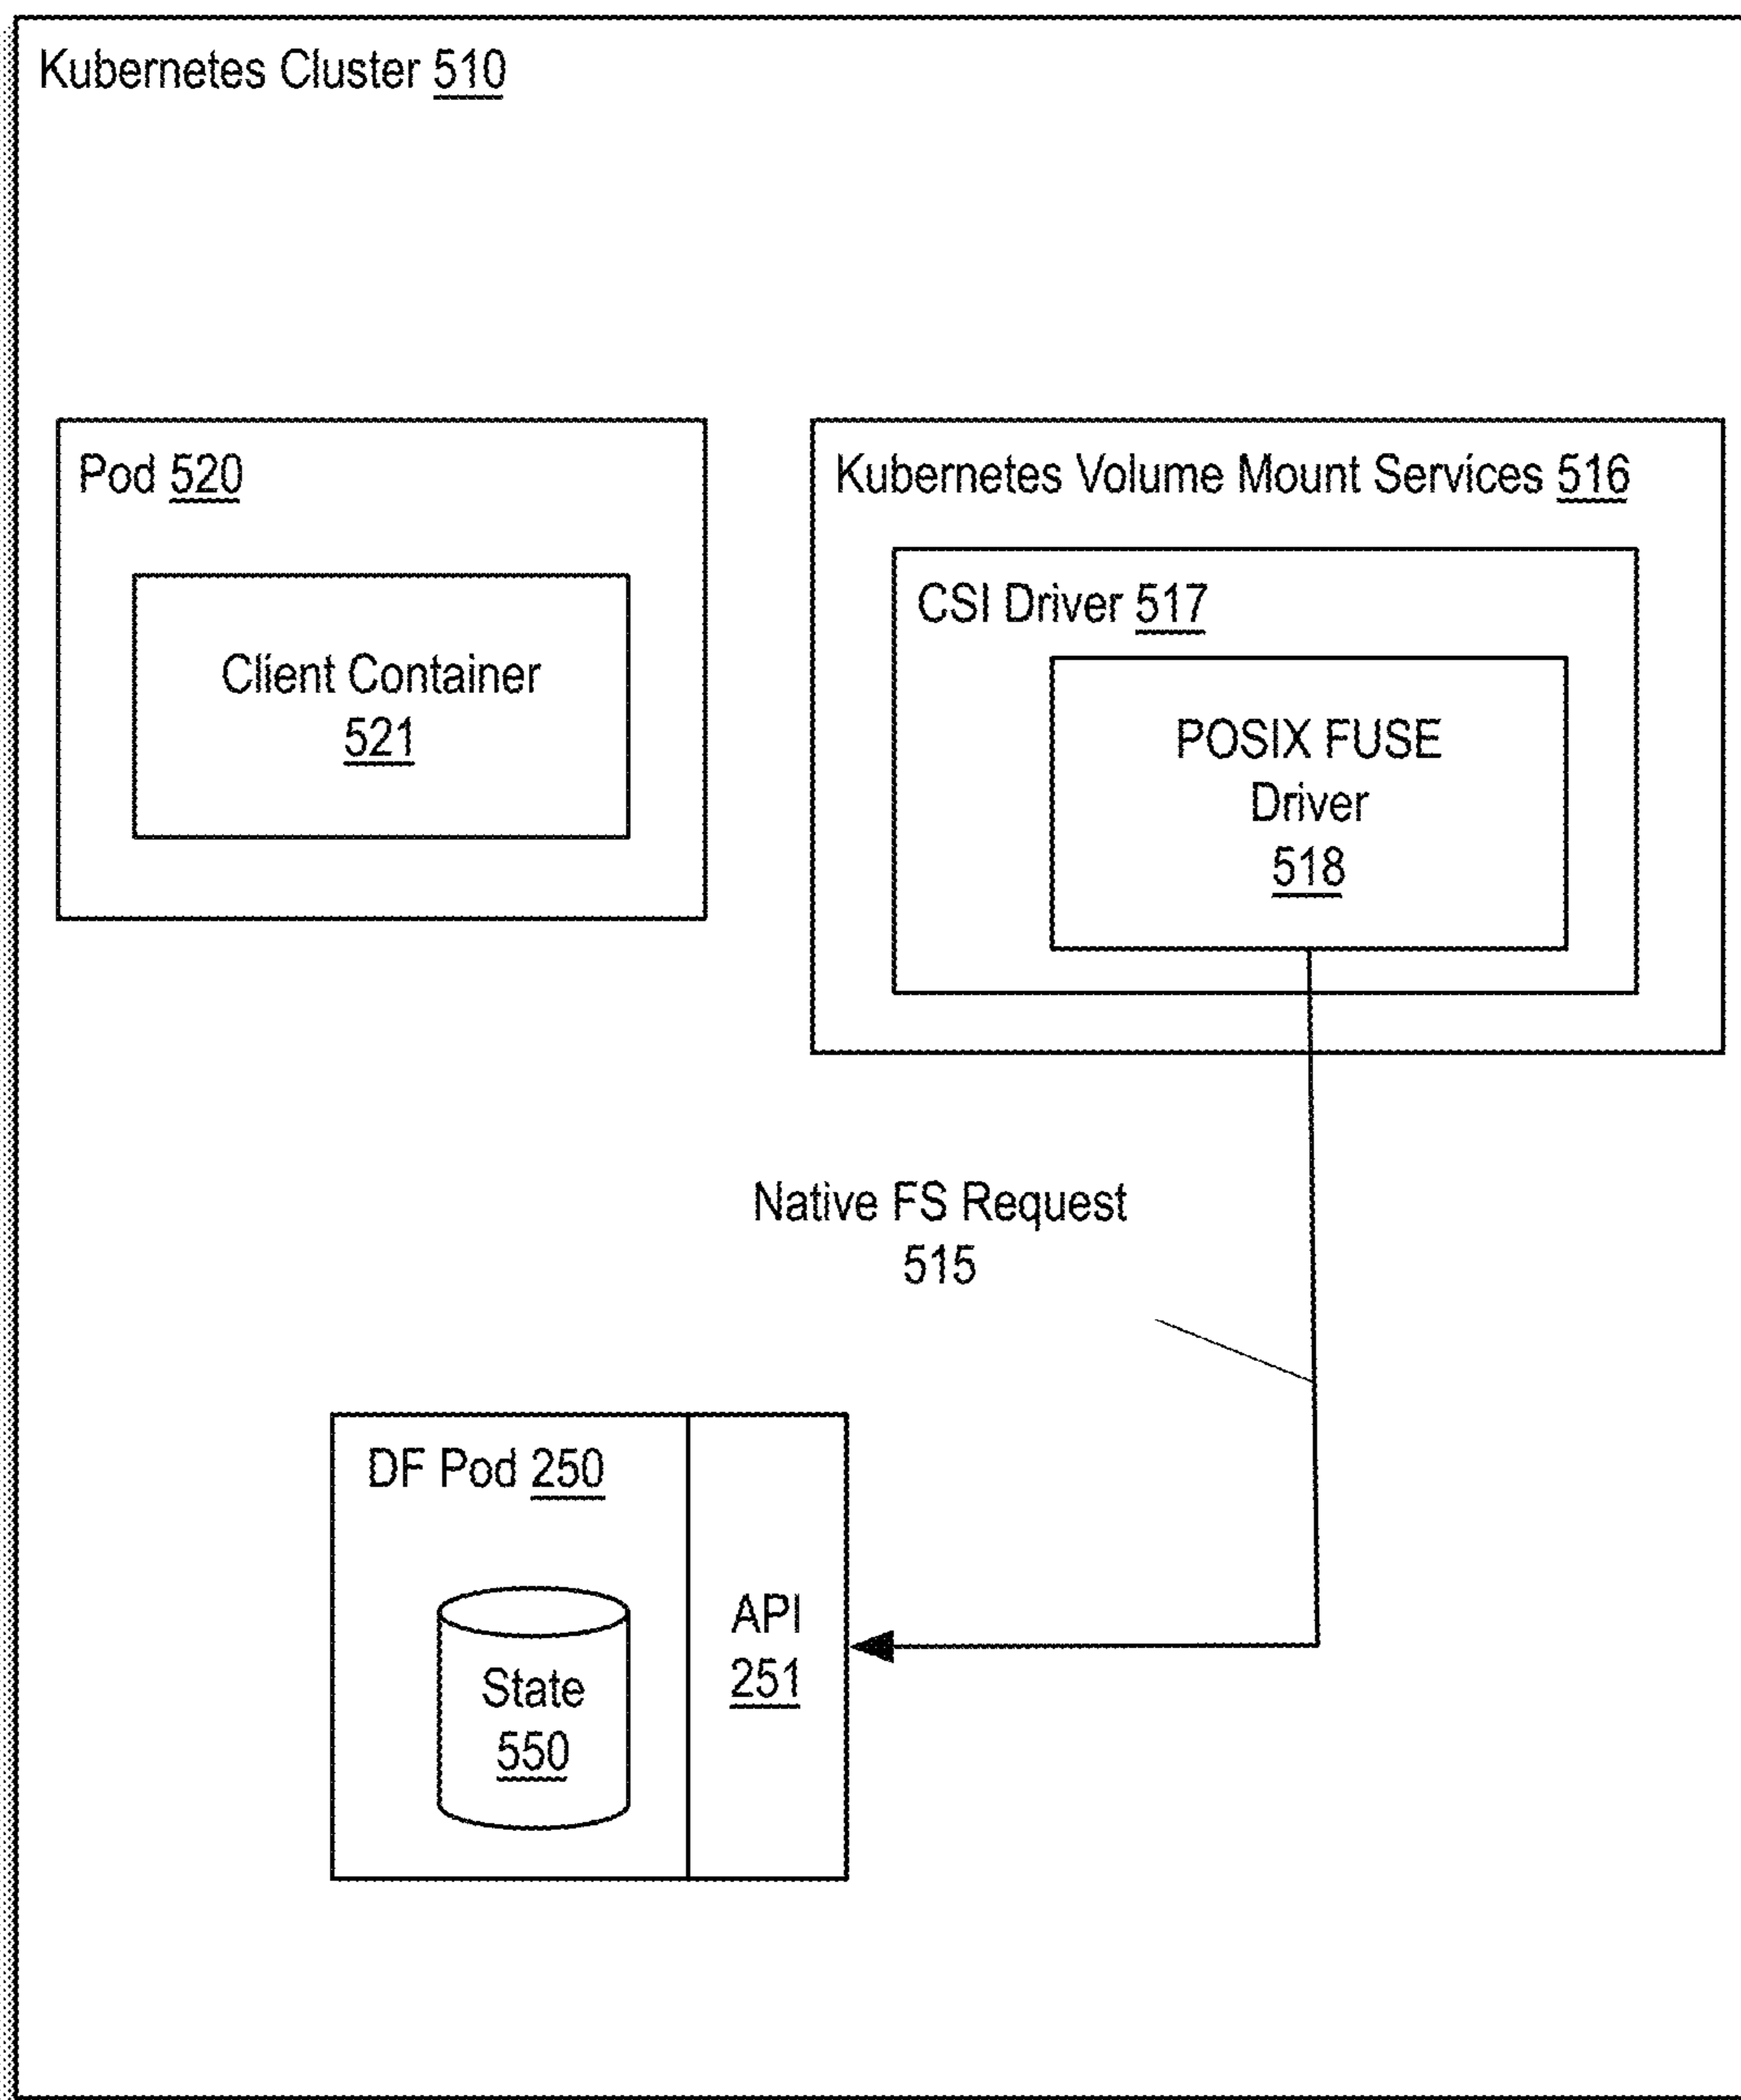 Kubernetes Cluster 510
Pod 520
Client Container
521
Kubernetes Volume Mount Services 516
CSI Driver 517
POSIX FUSE
Driver
518
Native FS Request
515
DF Pod 250
State
550
API
251